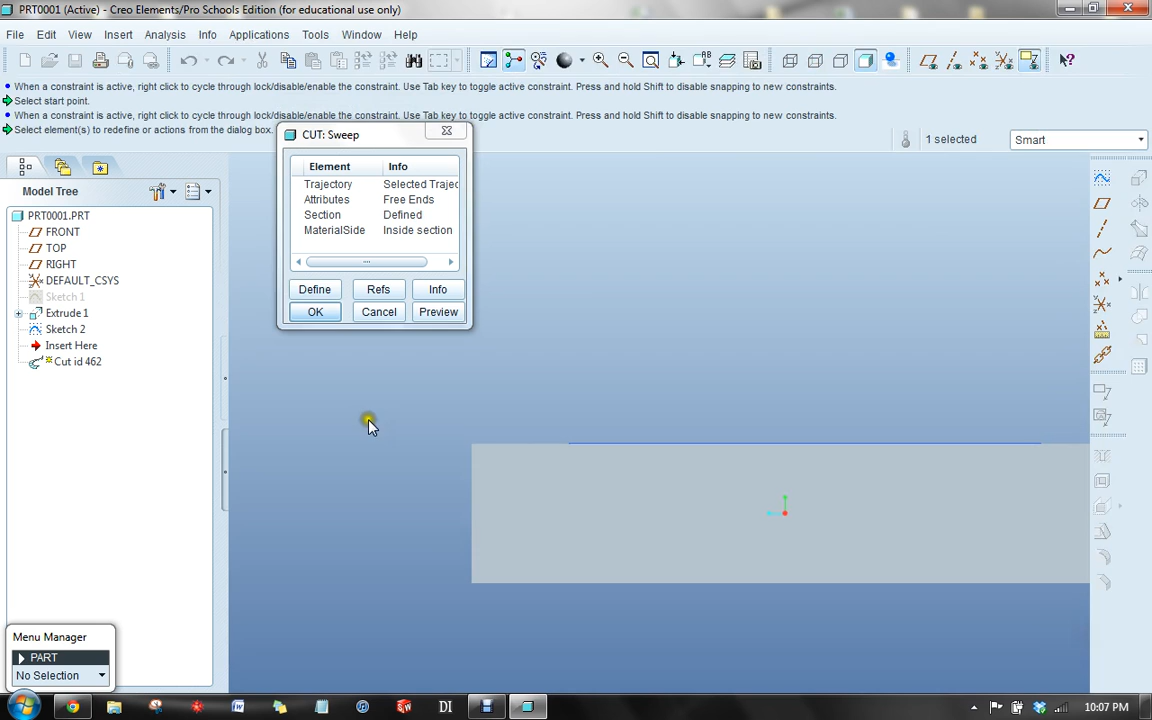 PRT0001 (Active) - Creo Elements/Pro Schools Edition (for educational use only)
File Edit View Insert Analysis Info Applications Tools Window Help
When a constraint is active, right click to cycle through lock/disable/enable the constraint. Use Tab key to toggle active constraint. Press and hold Shift to disable snapping to new constraints.
Select start point.
When a constraint is active, right click to cycle through lock/disable/enable the constraint. Use Tab key to toggle active constraint. Press and hold Shift to disable snapping to new constraints.
Select element(s) to redefine or actions from the dialog box.
1 selected
Smart
CUT: Sweep
Element Info
Trajectory Selected Trajec
Attributes Free Ends
Section Defined
MaterialSide Inside section
Define Refs Info
OK Cancel Preview
Model Tree
PRT0001.PRT
FRONT
TOP
RIGHT
DEFAULT_CSYS
Sketch 1
Extrude 1
Sketch 2
Insert Here
Cut id 462
Menu Manager
PART
No Selection
DI
10:07 PM